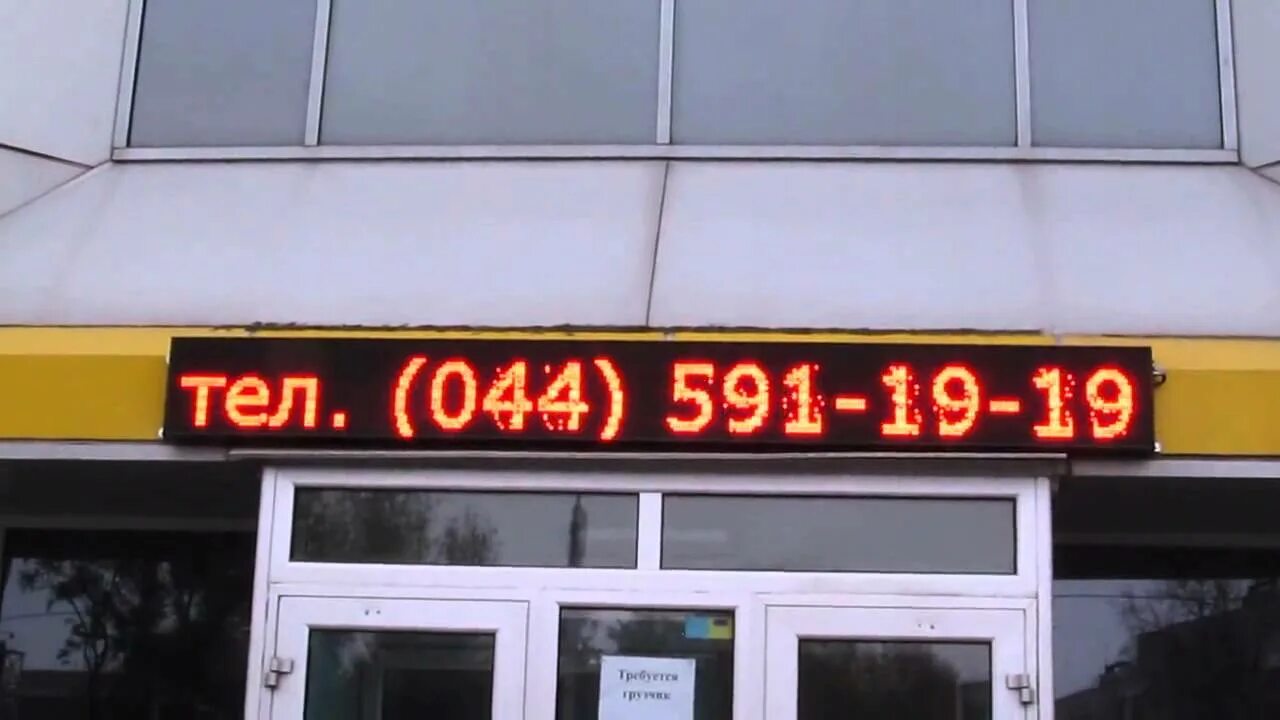 тел. (044) 591-19-19
Требуется
грузчик